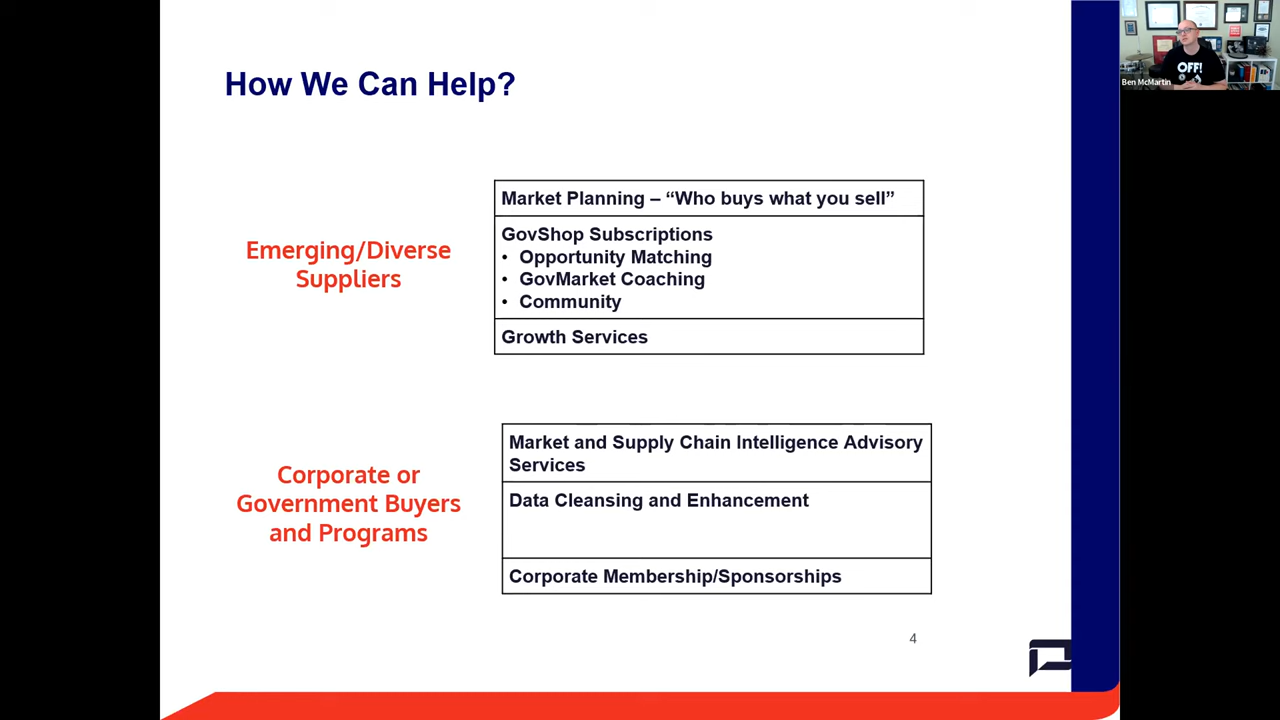 How We Can Help?
Emerging/Diverse
Suppliers
Market Planning – “Who buys what you sell”
GovShop Subscriptions
• Opportunity Matching
• GovMarket Coaching
• Community
Growth Services
Corporate or
Government Buyers
and Programs
Market and Supply Chain Intelligence Advisory
Services
Data Cleansing and Enhancement
Corporate Membership/Sponsorships
4
OFF!
Ben McMartin